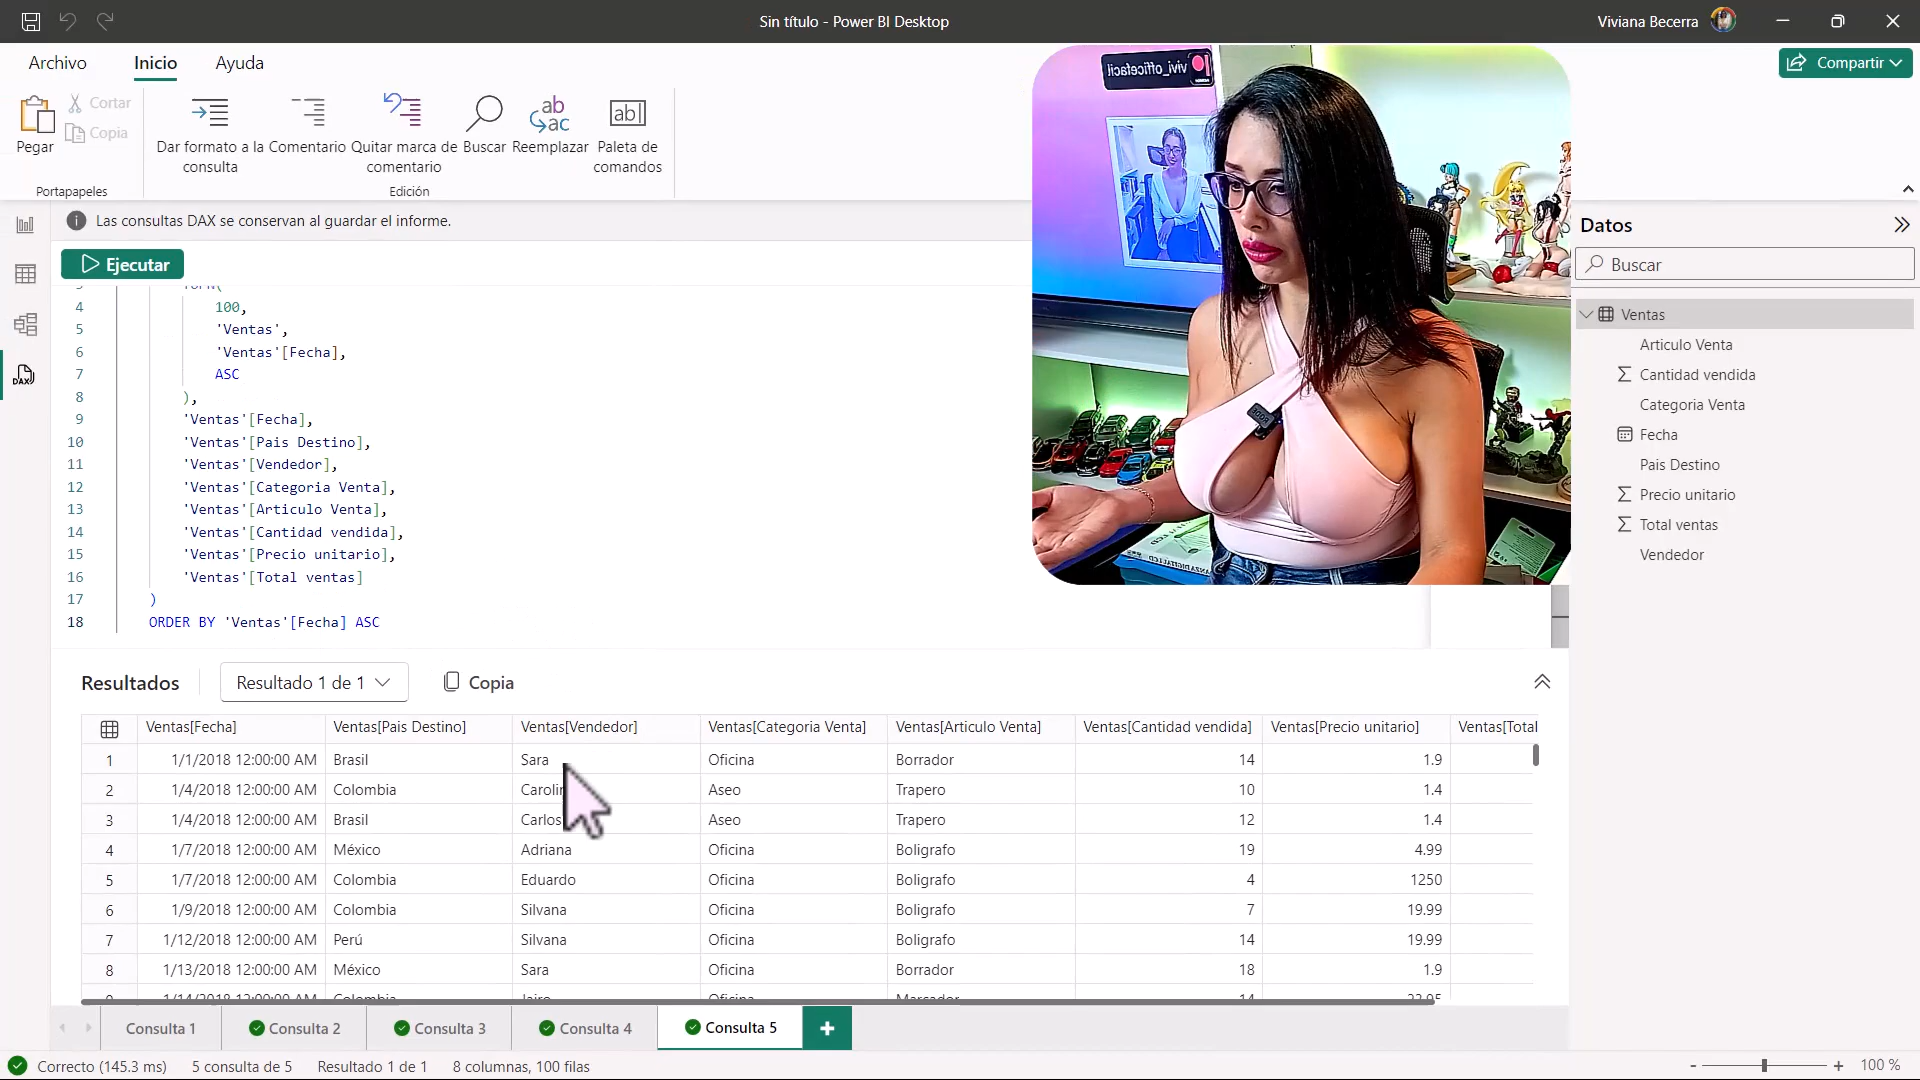 Sin título - Power BI Desktop
Viviana Becerra
Archivo
Inicio
Ayuda
Compartir
Pegar
Cortar
Copia
Portapapeles
Dar formato a la consulta
Comentario
Quitar marca de comentario
Buscar
Reemplazar
Paleta de comandos
Edición
vivi_officefacil
Las consultas DAX se conservan al guardar el informe.
Ejecutar
4 100,
5 'Ventas',
6 'Ventas'[Fecha],
7 ASC
8 ),
9 'Ventas'[Fecha],
10 'Ventas'[Pais Destino],
11 'Ventas'[Vendedor],
12 'Ventas'[Categoria Venta],
13 'Ventas'[Articulo Venta],
14 'Ventas'[Cantidad vendida],
15 'Ventas'[Precio unitario],
16 'Ventas'[Total ventas]
17 )
18 ORDER BY 'Ventas'[Fecha] ASC
Datos
Buscar
Ventas
Articulo Venta
Cantidad vendida
Categoria Venta
Fecha
Pais Destino
Precio unitario
Total ventas
Vendedor
Resultados
Resultado 1 de 1
Copia
Ventas[Fecha] Ventas[Pais Destino] Ventas[Vendedor] Ventas[Categoria Venta] Ventas[Articulo Venta] Ventas[Cantidad vendida] Ventas[Precio unitario] Ventas[Total
1 1/1/2018 12:00:00 AM Brasil Sara Oficina Borrador 14 1.9
2 1/4/2018 12:00:00 AM Colombia Aseo Trapero 10 1.4
3 1/4/2018 12:00:00 AM Brasil Carlos Aseo Trapero 12 1.4
4 1/7/2018 12:00:00 AM México Adriana Oficina Boligrafo 19 4.99
5 1/7/2018 12:00:00 AM Colombia Eduardo Oficina Boligrafo 4 1250
6 1/9/2018 12:00:00 AM Colombia Silvana Oficina Boligrafo 7 19.99
7 1/12/2018 12:00:00 AM Perú Silvana Oficina Boligrafo 14 19.99
8 1/13/2018 12:00:00 AM México Sara Oficina Borrador 18 1.9
Consulta 1
Consulta 2
Consulta 3
Consulta 4
Consulta 5
Correcto (145.3 ms)
5 consulta de 5
Resultado 1 de 1
8 columnas, 100 filas
100 %